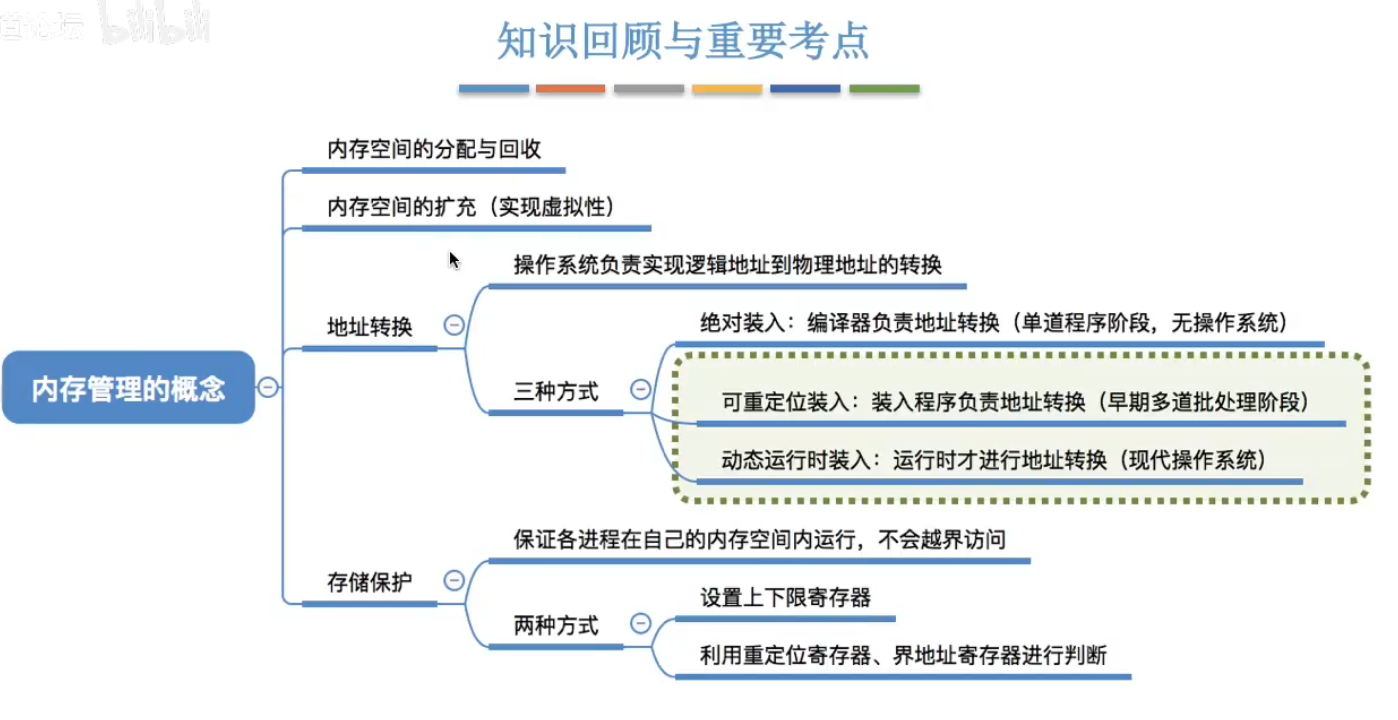 bilibili
知识回顾与重要考点
内存空间的分配与回收
内存空间的扩充（实现虚拟性）
操作系统负责实现逻辑地址到物理地址的转换
绝对装入：编译器负责地址转换（单道程序阶段，无操作系统）
地址转换
内存管理的概念
三种方式
可重定位装入：装入程序负责地址转换（早期多道批处理阶段）
动态运行时装入：运行时才进行地址转换（现代操作系统）
保证各进程在自己的内存空间内运行，不会越界访问
存储保护
设置上下限寄存器
两种方式
利用重定位寄存器、界地址寄存器进行判断